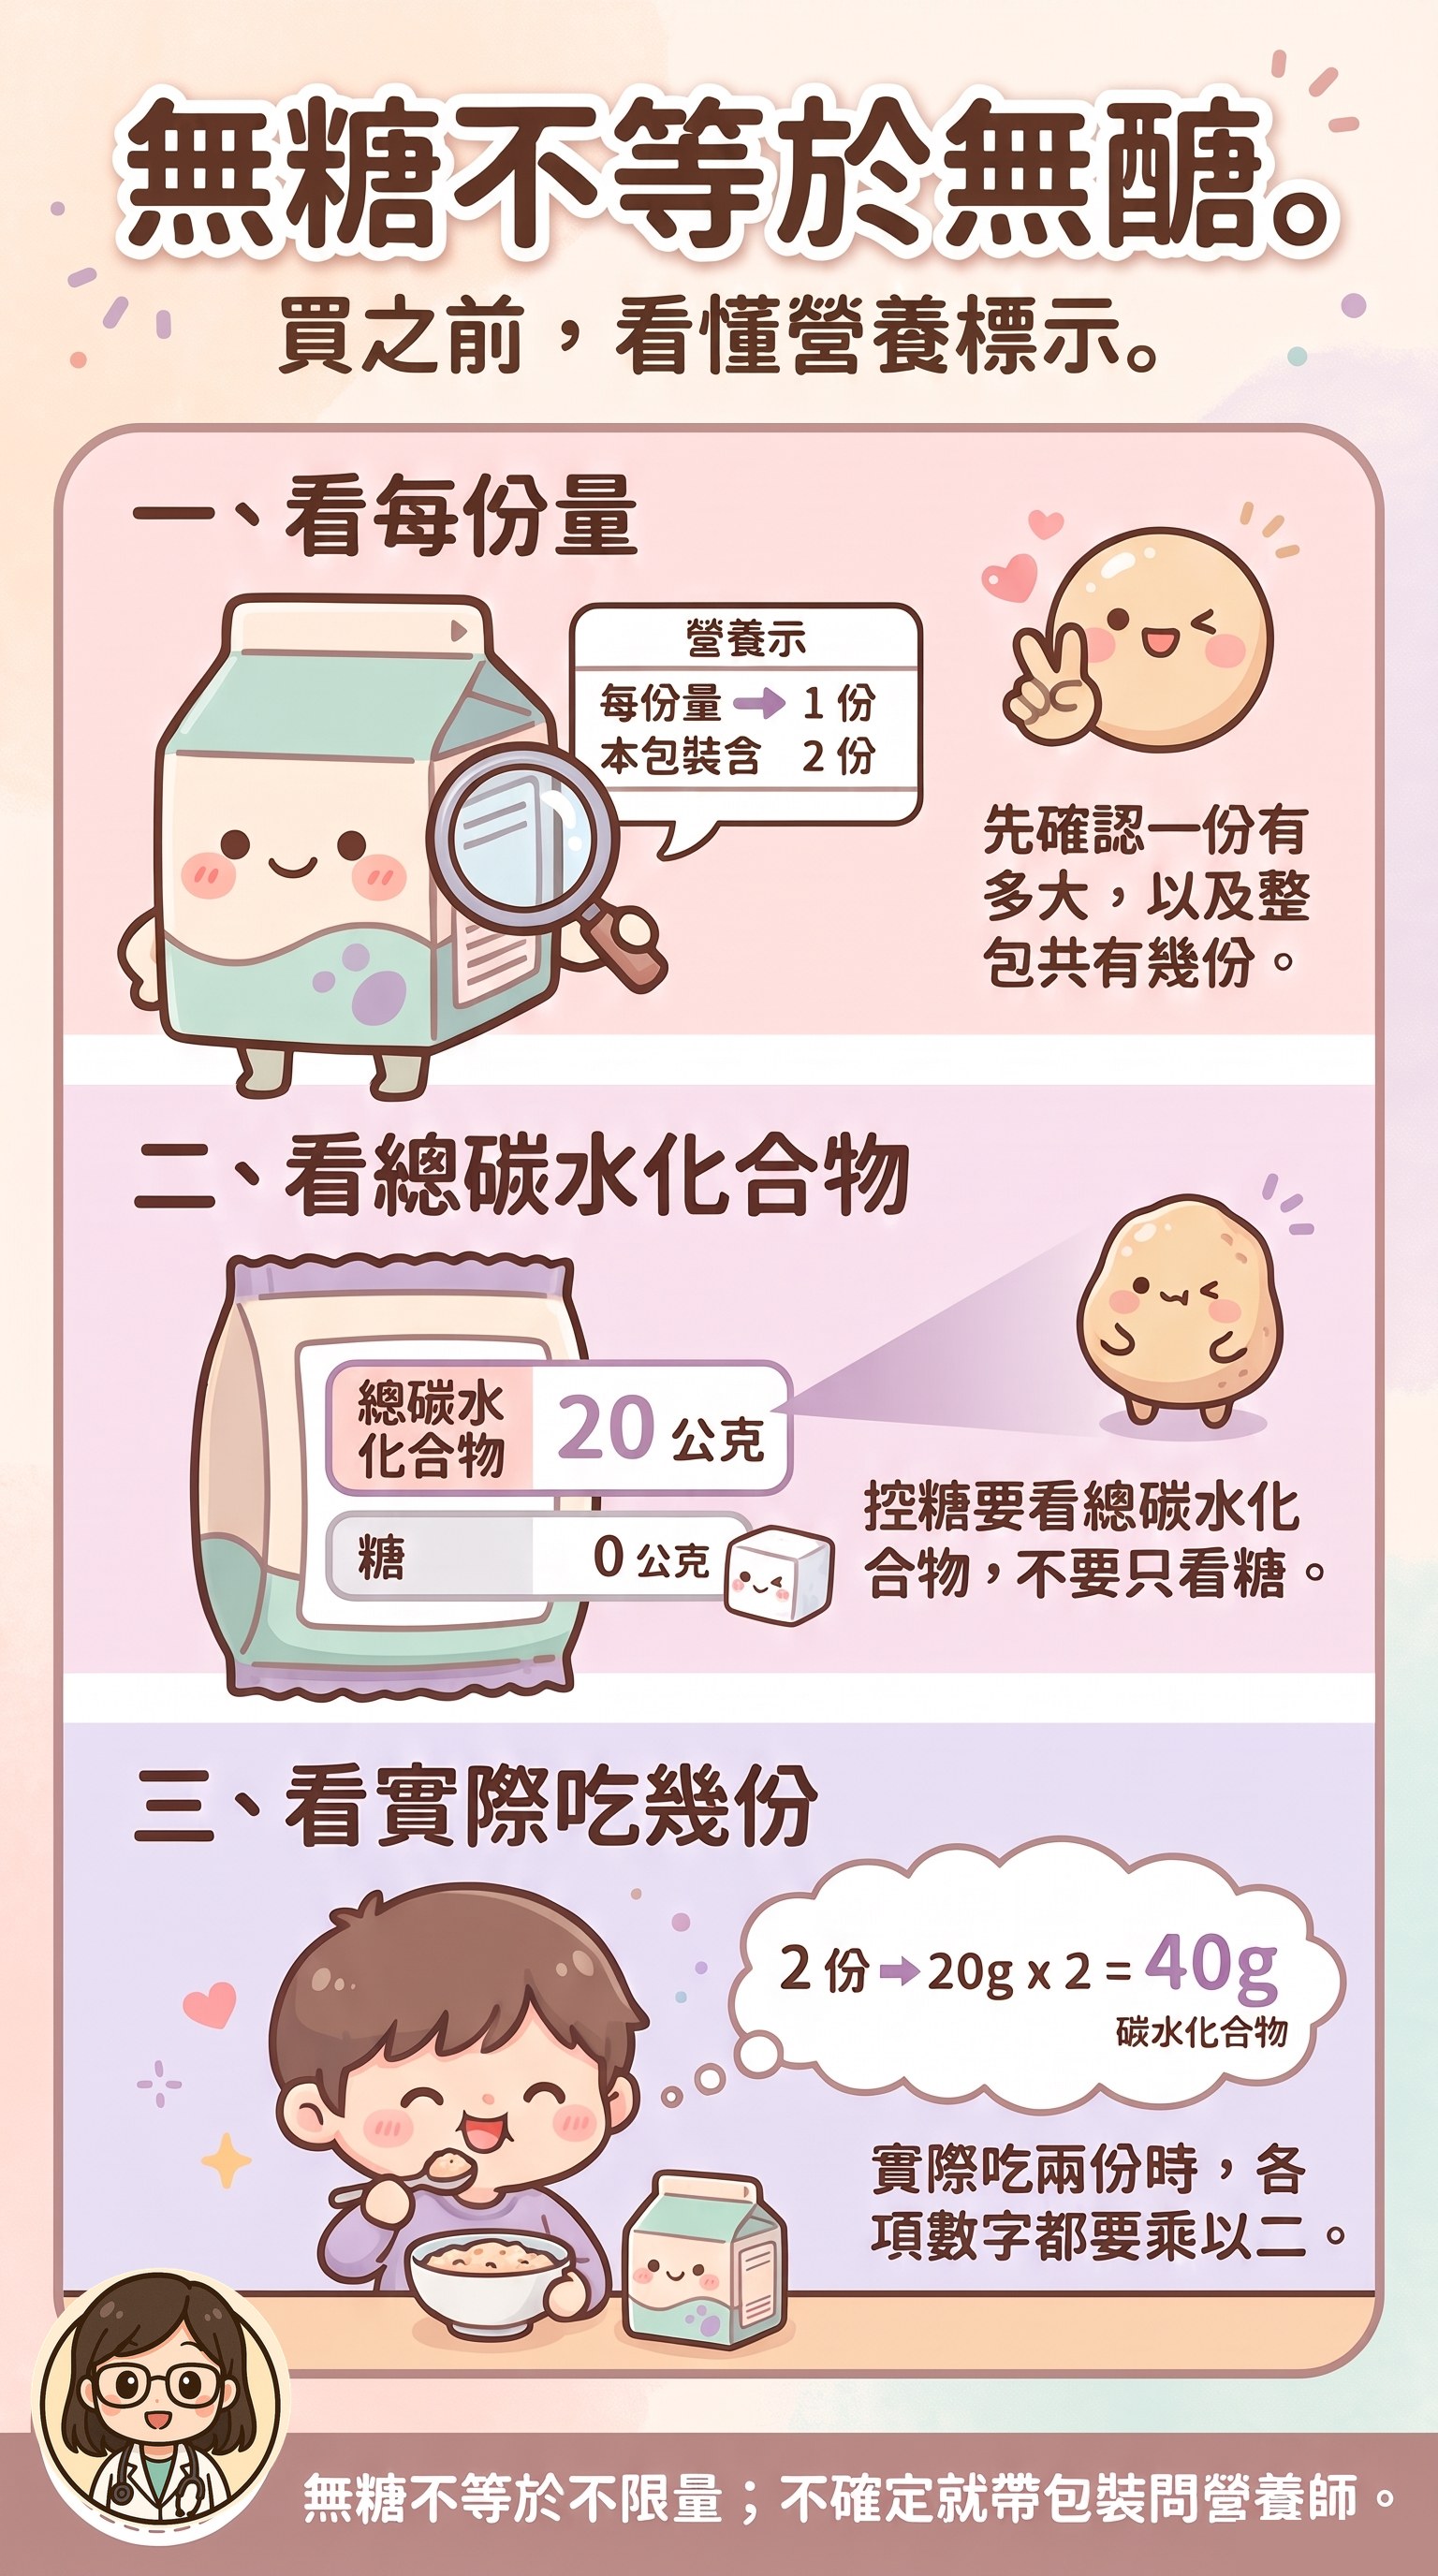 無糖不等於無醣。
買之前，看懂營養標示。
一、看每份量
營養示
每份量 ➡ 1 份
本包裝含 2 份
先確認一份有
多大，以及整
包共有幾份。
二、看總碳水化合物
總碳水
化合物
20 公克
糖 0 公克
控糖要看總碳水化
合物，不要只看糖。
三、看實際吃幾份
2 份 ➡ 20g x 2 = 40g
碳水化合物
實際吃兩份時，各
項數字都要乘以二。
無糖不等於不限量；不確定就帶包裝問營養師。